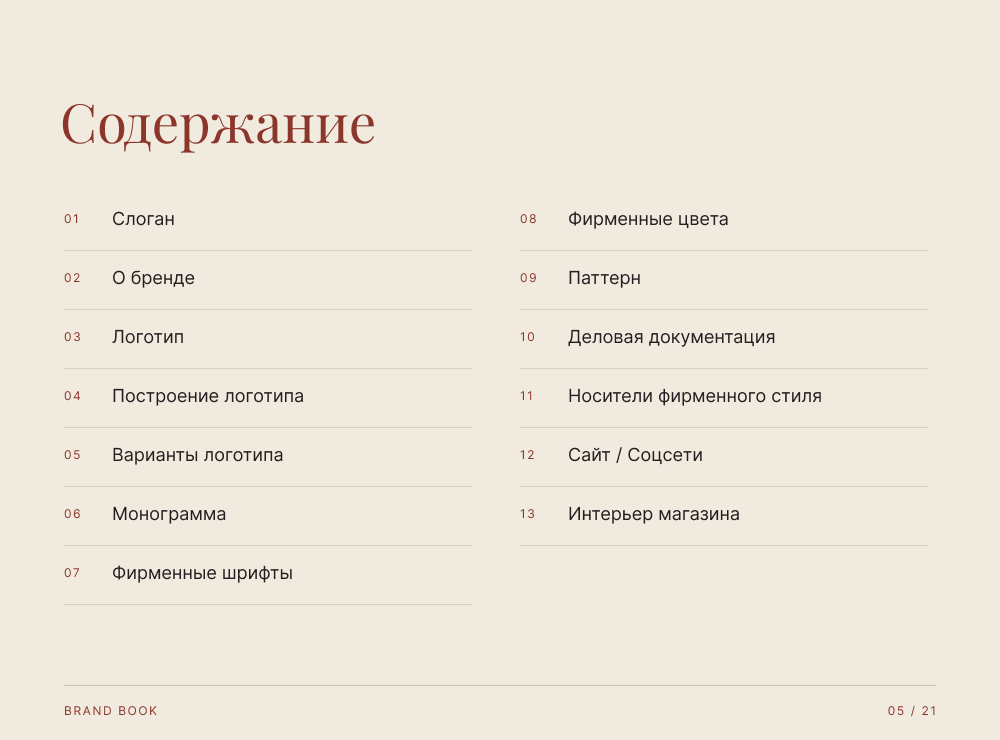 Содержание
01 Слоган
02 О бренде
03 Логотип
04 Построение логотипа
05 Варианты логотипа
06 Монограмма
07 Фирменные шрифты
08 Фирменные цвета
09 Паттерн
10 Деловая документация
11 Носители фирменного стиля
12 Сайт / Соцсети
13 Интерьер магазина
BRAND BOOK
05 / 21